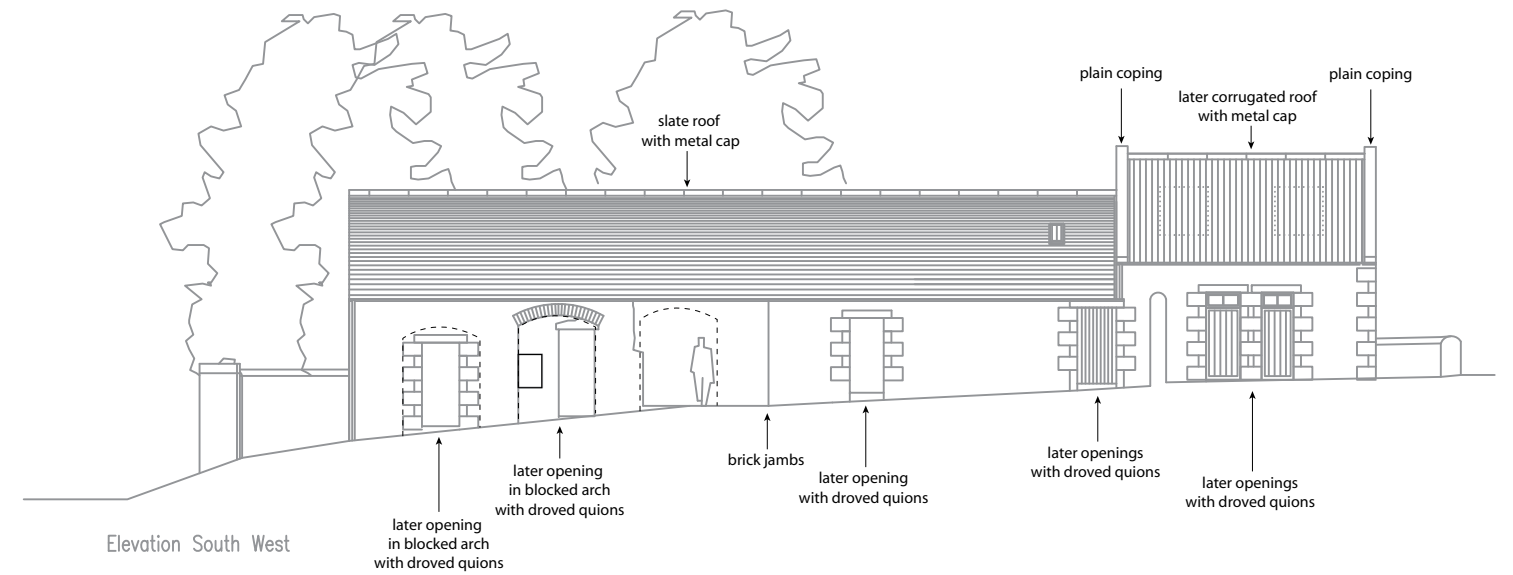 plain coping
plain coping
later corrugated roof
with metal cap
slate roof
with metal cap
brick jambs
later opening
with droved quions
later openings
with droved quions
later openings
with droved quions
later opening
in blocked arch
with droved quions
later opening
in blocked arch
with droved quions
Elevation South West